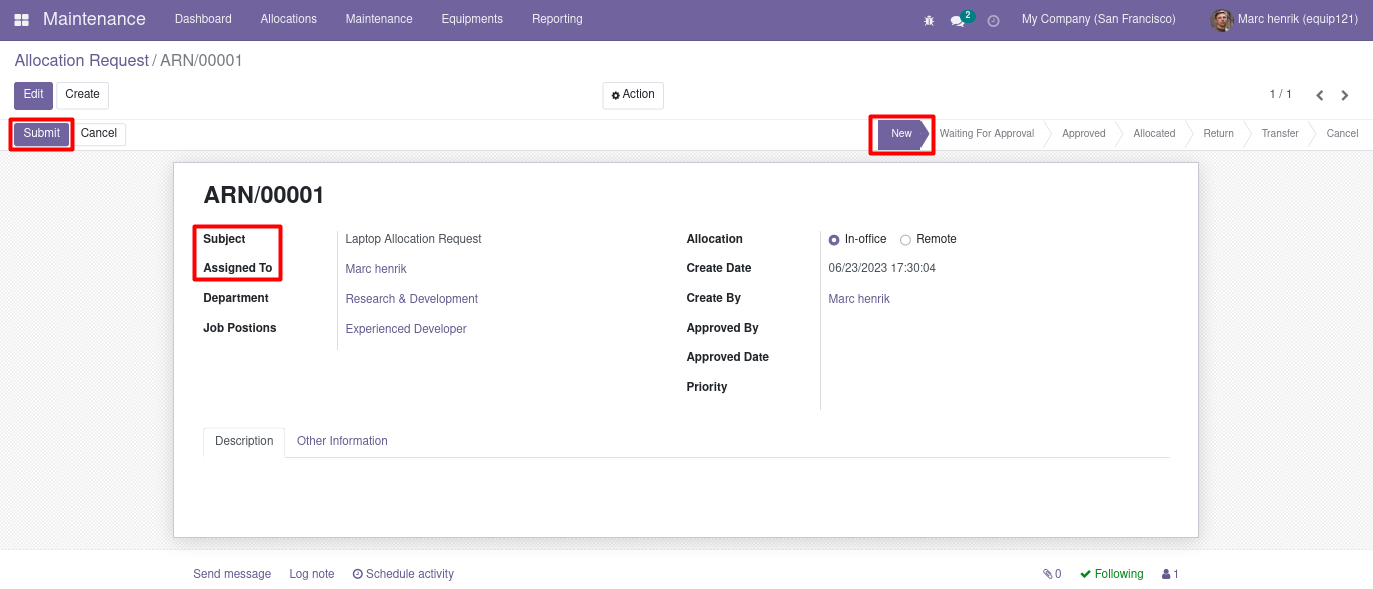 Maintenance Dashboard Allocations Maintenance Equipments Reporting 2 My Company (San Francisco) Marc henrik (equip121)
Allocation Request / ARN/00001
Edit Create Action 1 / 1
Submit Cancel New Waiting For Approval Approved Allocated Return Transfer Cancel
ARN/00001
Subject Laptop Allocation Request Allocation In-office Remote
Assigned To Marc henrik Create Date 06/23/2023 17:30:04
Department Research & Development Create By Marc henrik
Job Postions Experienced Developer Approved By
Approved Date
Priority
Description Other Information
Send message Log note Schedule activity 0 Following 1